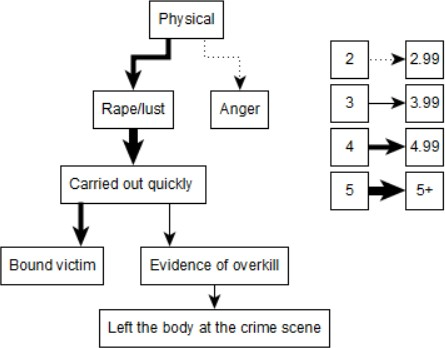 Physical
2 2.99
Rape/lust Anger
3 3.99
4 4.99
Carried out quickly
5 5+
Bound victim Evidence of overkill
Left the body at the crime scene